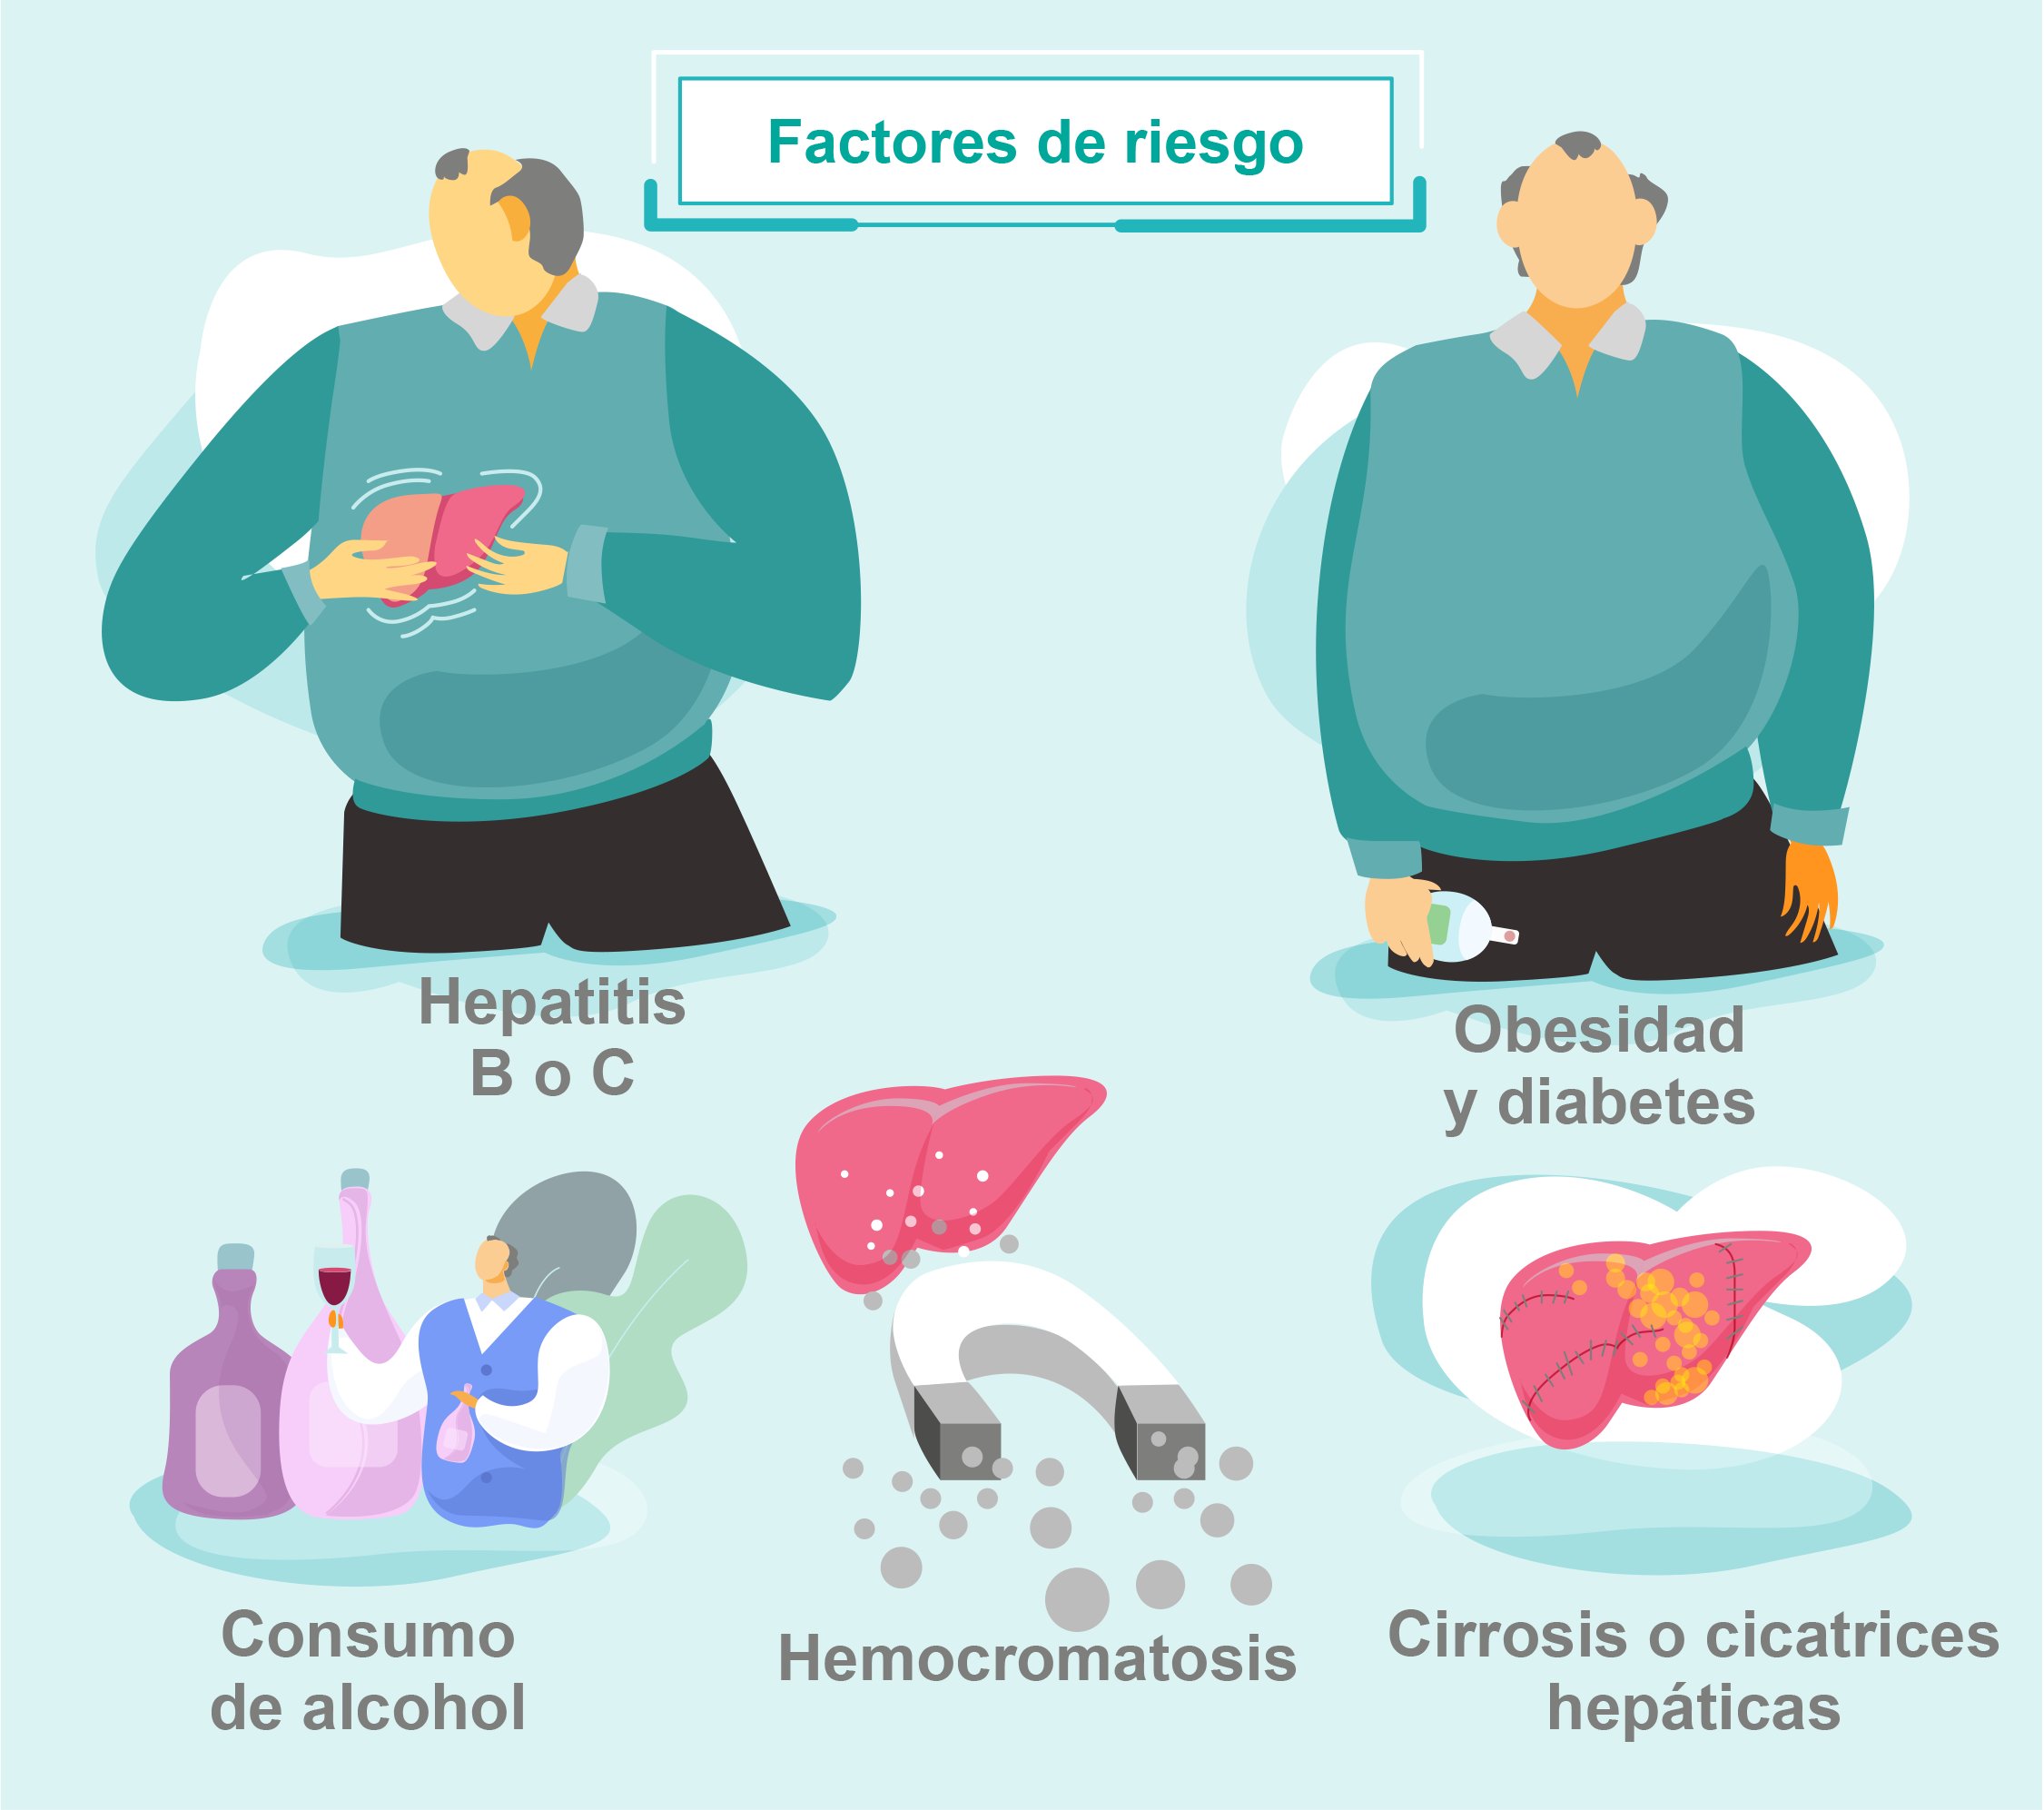 Factores de riesgo
Hepatitis
B o C
Obesidad
y diabetes
Consumo
de alcohol
Hemocromatosis
Cirrosis o cicatrices
hepáticas